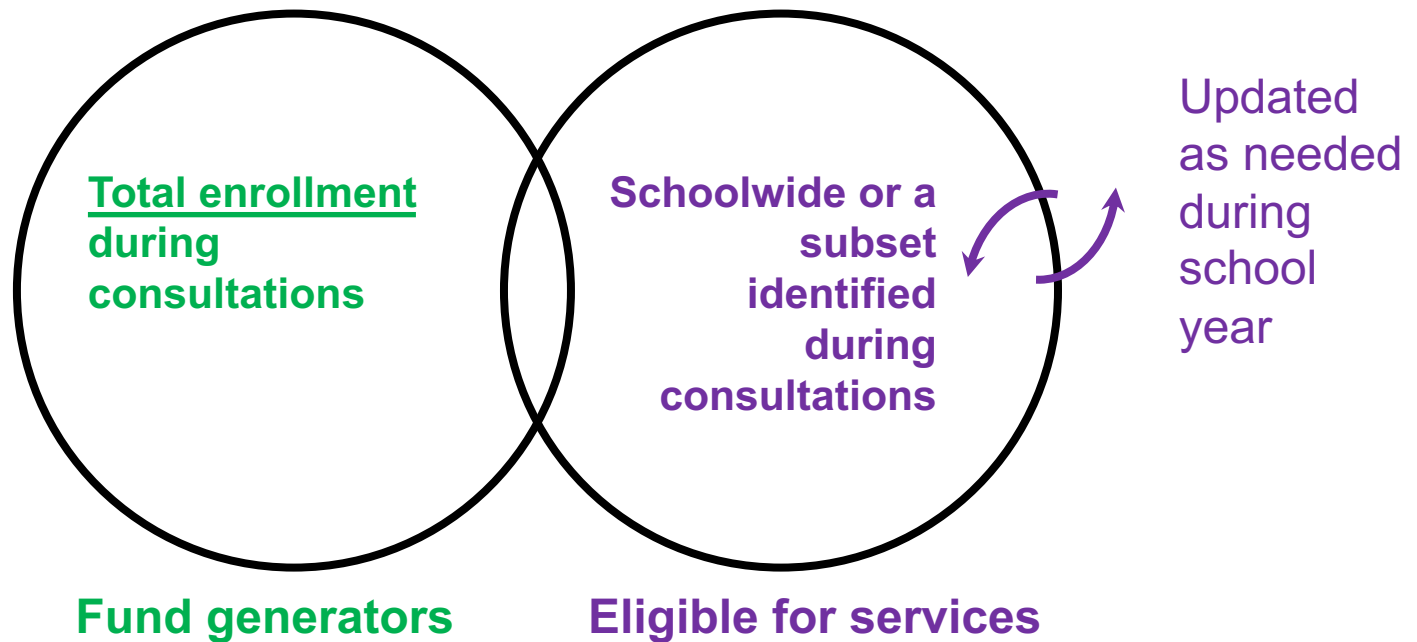 Total enrollment
during
consultations
Schoolwide or a
subset
identified
during
consultations
Updated
as needed
during
school
year
Fund generators
Eligible for services